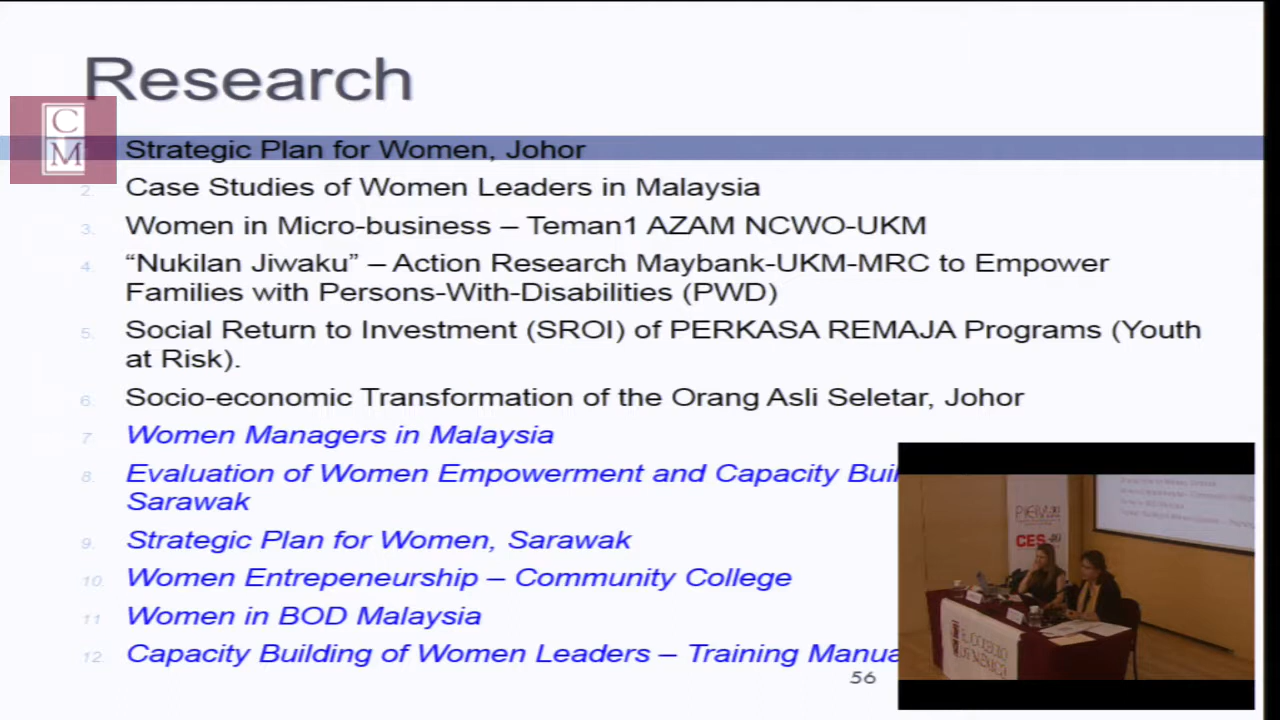 Research
C
M
Strategic Plan for Women, Johor
2. Case Studies of Women Leaders in Malaysia
3. Women in Micro-business – Teman1 AZAM NCWO-UKM
4. “Nukilan Jiwaku” – Action Research Maybank-UKM-MRC to Empower
Families with Persons-With-Disabilities (PWD)
5. Social Return to Investment (SROI) of PERKASA REMAJA Programs (Youth
at Risk).
6. Socio-economic Transformation of the Orang Asli Seletar, Johor
7 Women Managers in Malaysia
8. Evaluation of Women Empowerment and Capacity Buil
Sarawak
9. Strategic Plan for Women, Sarawak
10. Women Entrepeneurship – Community College
11 Women in BOD Malaysia
12. Capacity Building of Women Leaders – Training Manua
56
PIEM
CES